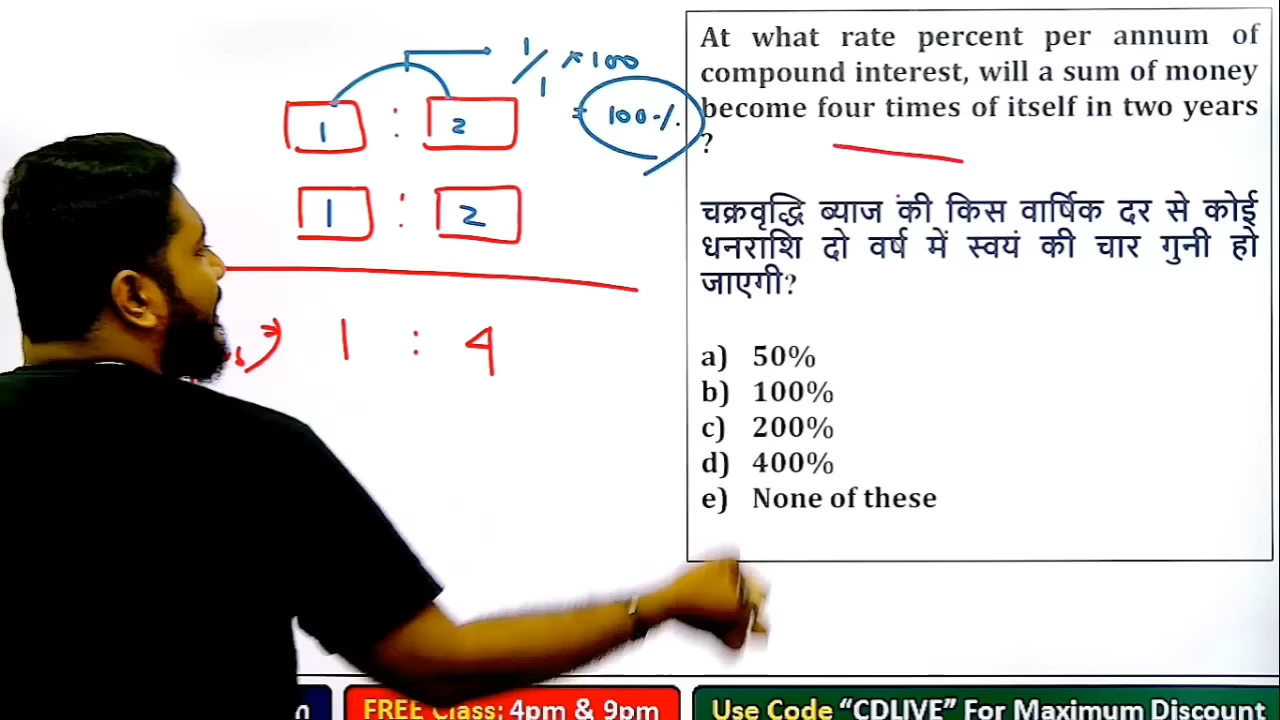 1/1 × 100
1 : 2
= 100%
1 : 2
1 : 4
At what rate percent per annum of
compound interest, will a sum of money
become four times of itself in two years
?
चक्रवृद्धि ब्याज की किस वार्षिक दर से कोई
धनराशि दो वर्ष में स्वयं की चार गुनी हो
जाएगी?
a) 50%
b) 100%
c) 200%
d) 400%
e) None of these
FREE Class: 4pm & 9pm
Use Code “CDLIVE” For Maximum Discount